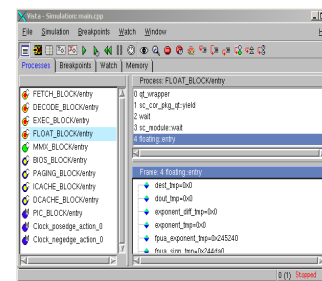 Vista - Simulation: main.cpp
File Simulation Breakpoints Watch Window
Processes Breakpoints Watch Memory
FETCH_BLOCK/entry
DECODE_BLOCK/entry
EXEC_BLOCK/entry
FLOAT_BLOCK/entry
MMX_BLOCK/entry
BIOS_BLOCK/entry
PAGING_BLOCK/entry
ICACHE_BLOCK/entry
DCACHE_BLOCK/entry
PIC_BLOCK/entry
Clock_posedge_action_0
Clock_negedge_action_0
Process: FLOAT_BLOCK/entry
0 qt_wrapper
1 sc_cor_pkg_qt:yield
2 wait
3 sc_module:wait
4 floating:entry
Frame: 4 floating:entry
dest_tmp=0x0
dout_tmp=0x0
exponent_diff_tmp=0x0
exponent_tmp=0x0
fpua_exponent_tmp=0x245240
0 (1) Stopped